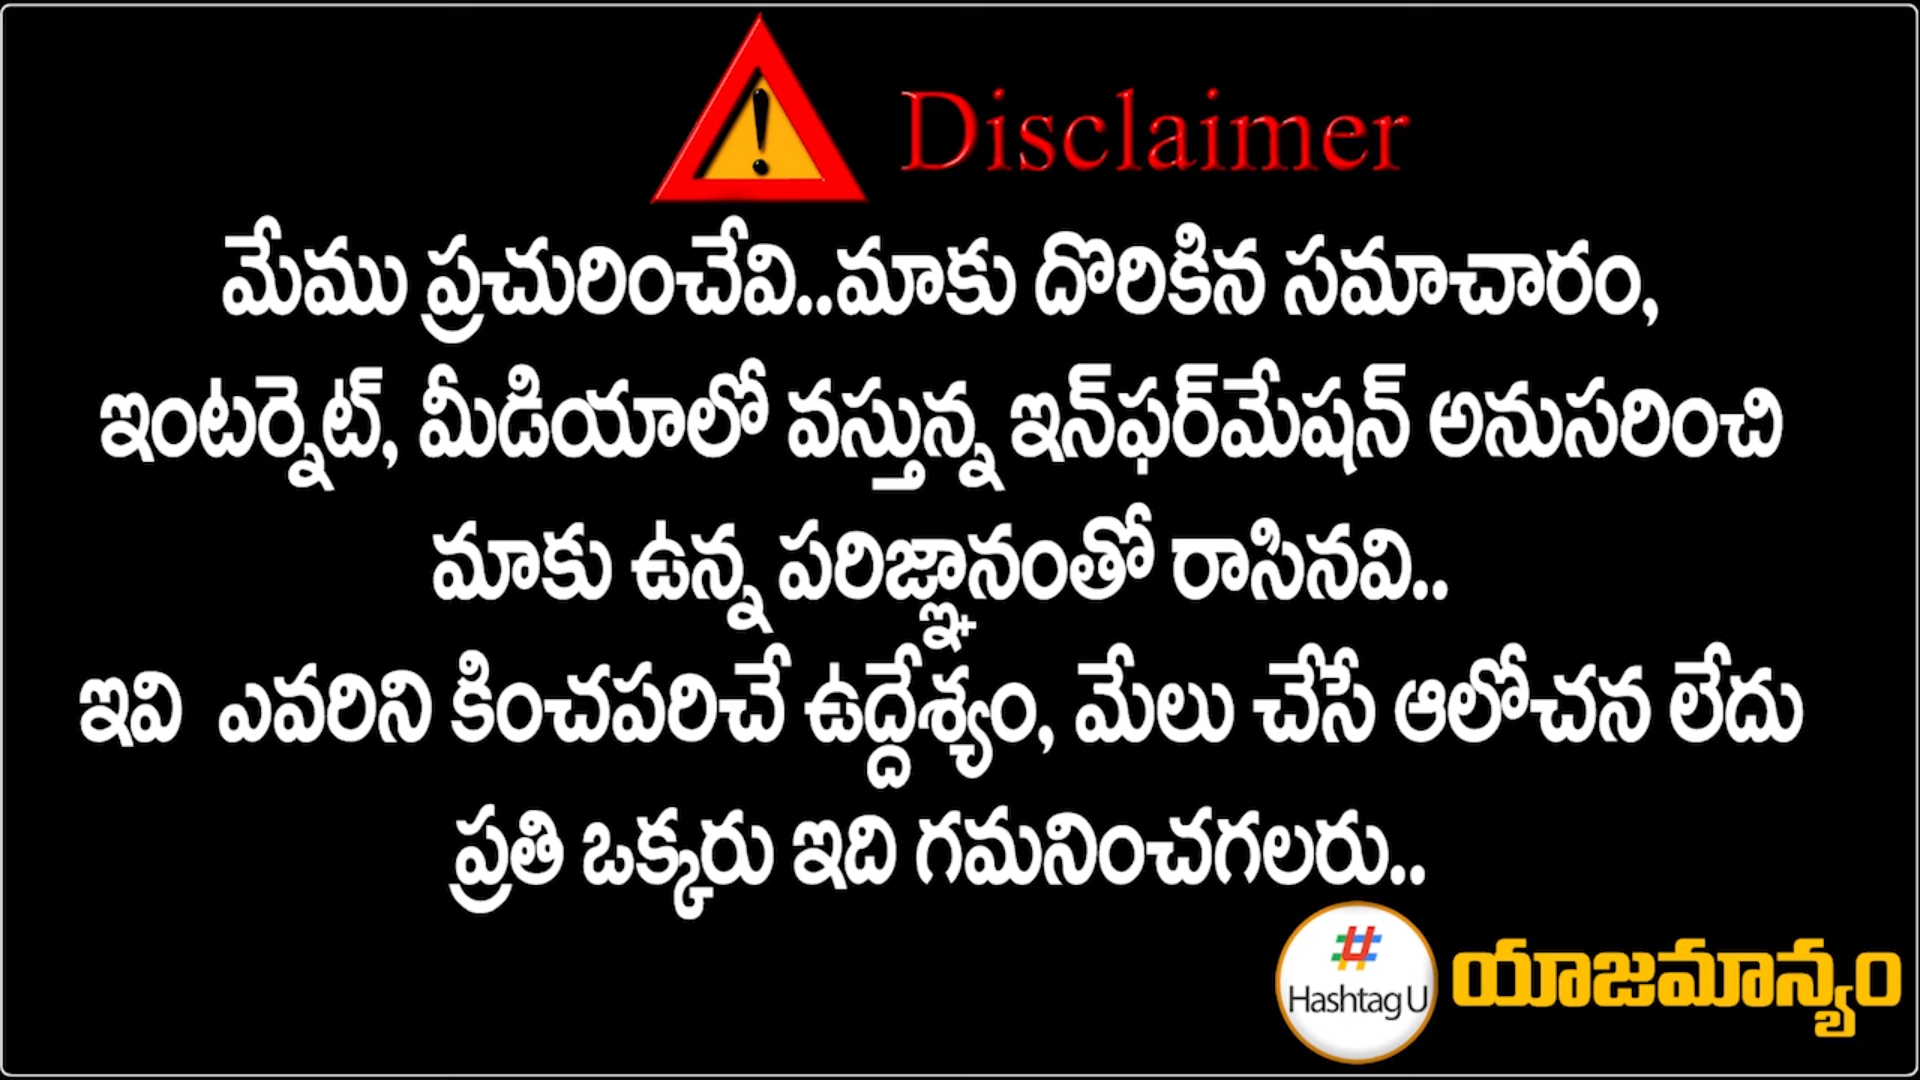 Disclaimer
మేము ప్రచురించేవి..మాకు దొరికిన సమాచారం,
ఇంటర్నెట్, మీడియాలో వస్తున్న ఇన్‌ఫర్‌మేషన్ అనుసరించి
మాకు ఉన్న పరిజ్ఞానంతో రాసినవి..
ఇవి ఎవరిని కించపరిచే ఉద్దేశ్యం, మేలు చేసే ఆలోచన లేదు
ప్రతి ఒక్కరు ఇది గమనించగలరు..
# Hashtag U యాజమాన్యం